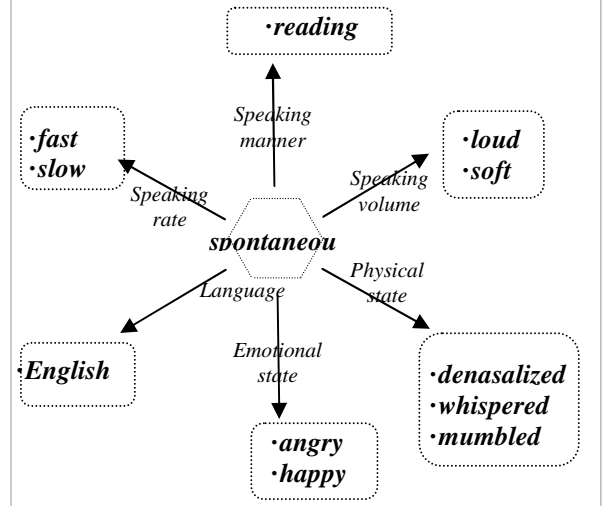 ·reading
Speaking
manner
·fast
·slow
·loud
·soft
Speaking
rate
Speaking
volume
spontaneou
Language
Physical
state
Emotional
state
·English
·denasalized
·whispered
·mumbled
·angry
·happy